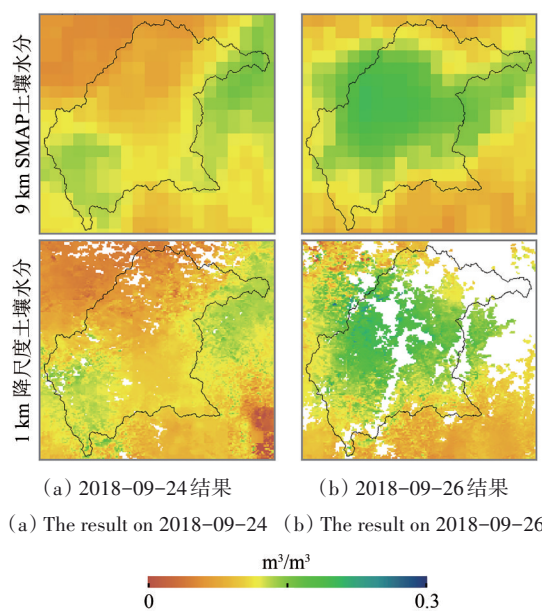 9 km SMAP土壤水分
1 km 降尺度土壤水分
(a) 2018-09-24结果
(b) 2018-09-26结果
(a) The result on 2018-09-24
(b) The result on 2018-09-26
m³/m³
0
0.3